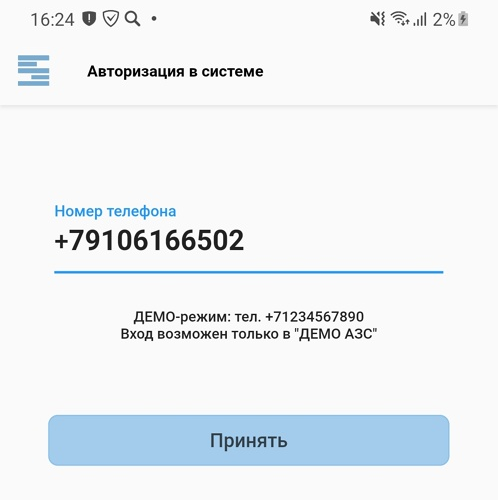 16:24 2%
Авторизация в системе
Номер телефона
+79106166502
ДЕМО-режим: тел. +71234567890
Вход возможен только в "ДЕМО АЗС"
Принять